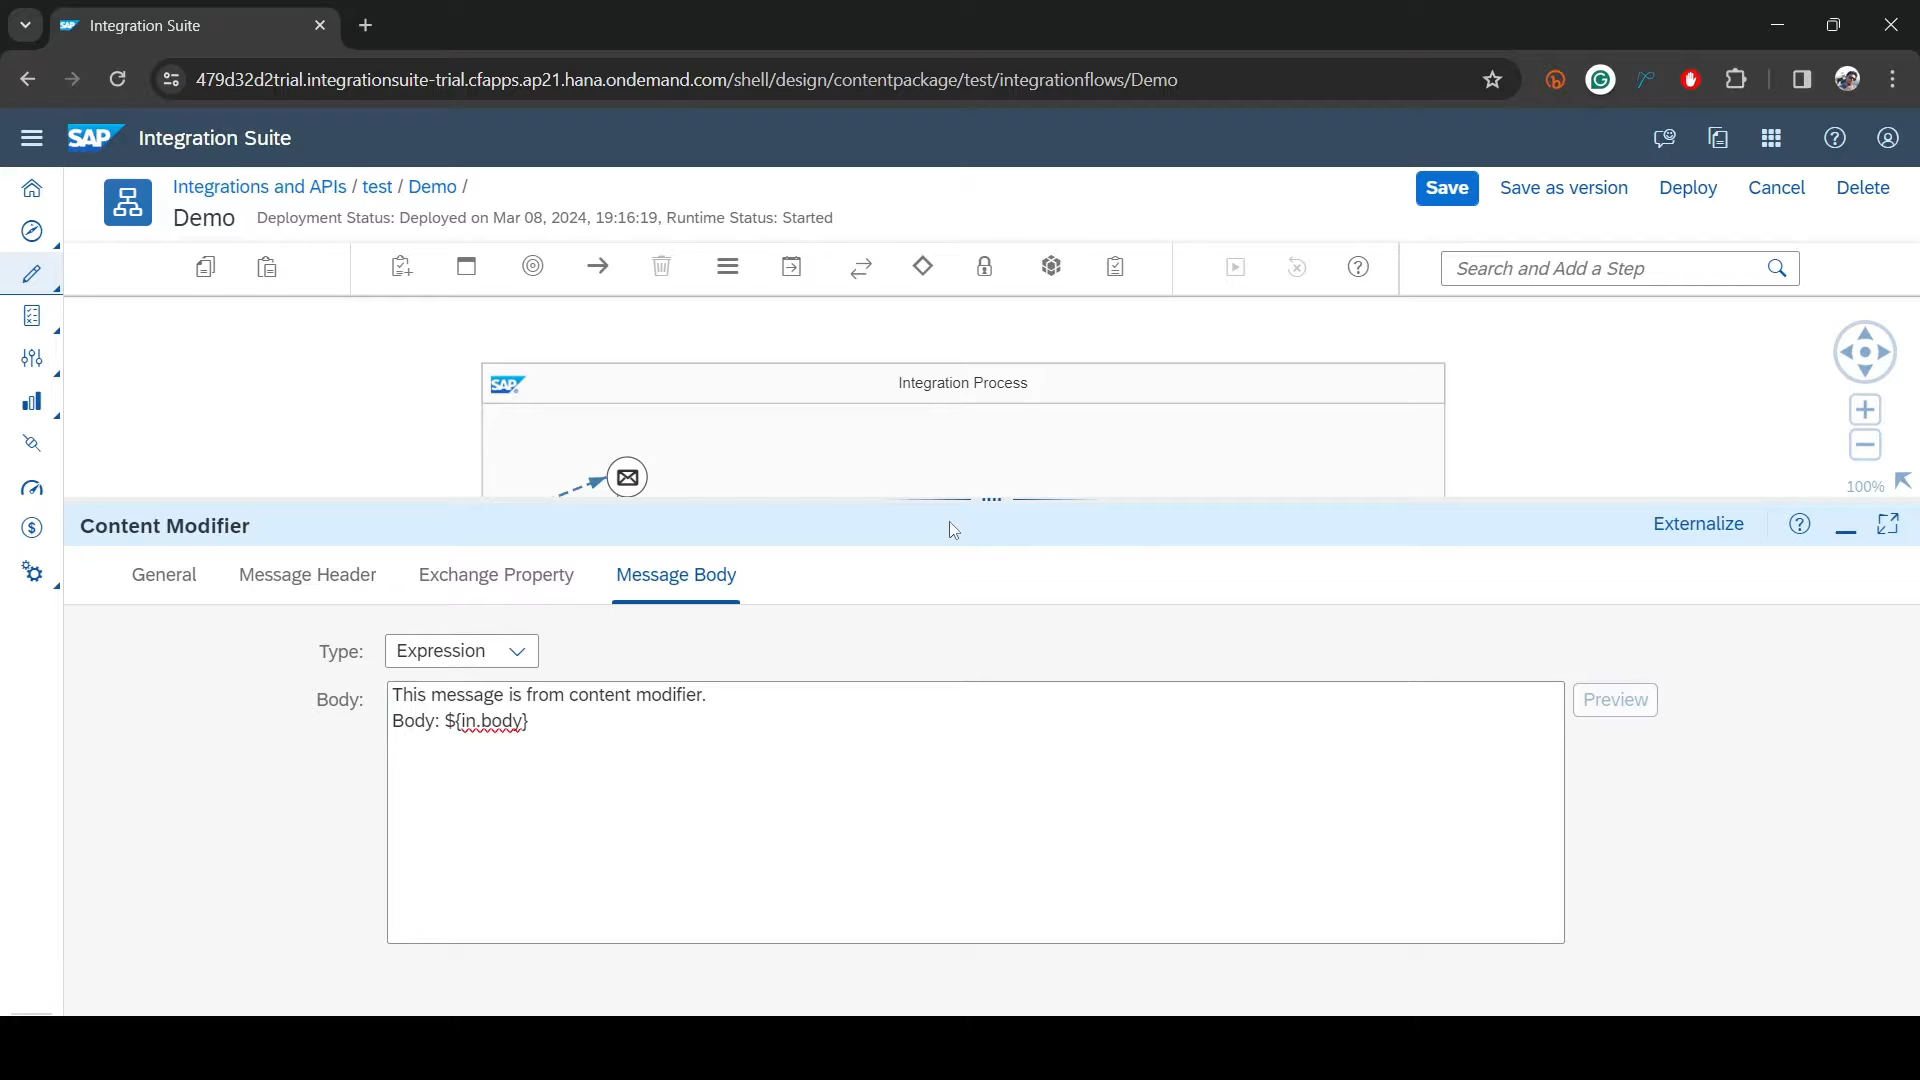 Integration Suite
479d32d2trial.integrationsuite-trial.cfapps.ap21.hana.ondemand.com/shell/design/contentpackage/test/integrationflows/Demo
SAP Integration Suite
Integrations and APIs / test / Demo /
Demo Deployment Status: Deployed on Mar 08, 2024, 19:16:19, Runtime Status: Started
Save Save as version Deploy Cancel Delete
Search and Add a Step
SAP Integration Process
100%
Content Modifier Externalize
General Message Header Exchange Property Message Body
Type: Expression
Body: This message is from content modifier.
Body: ${in.body}
Preview